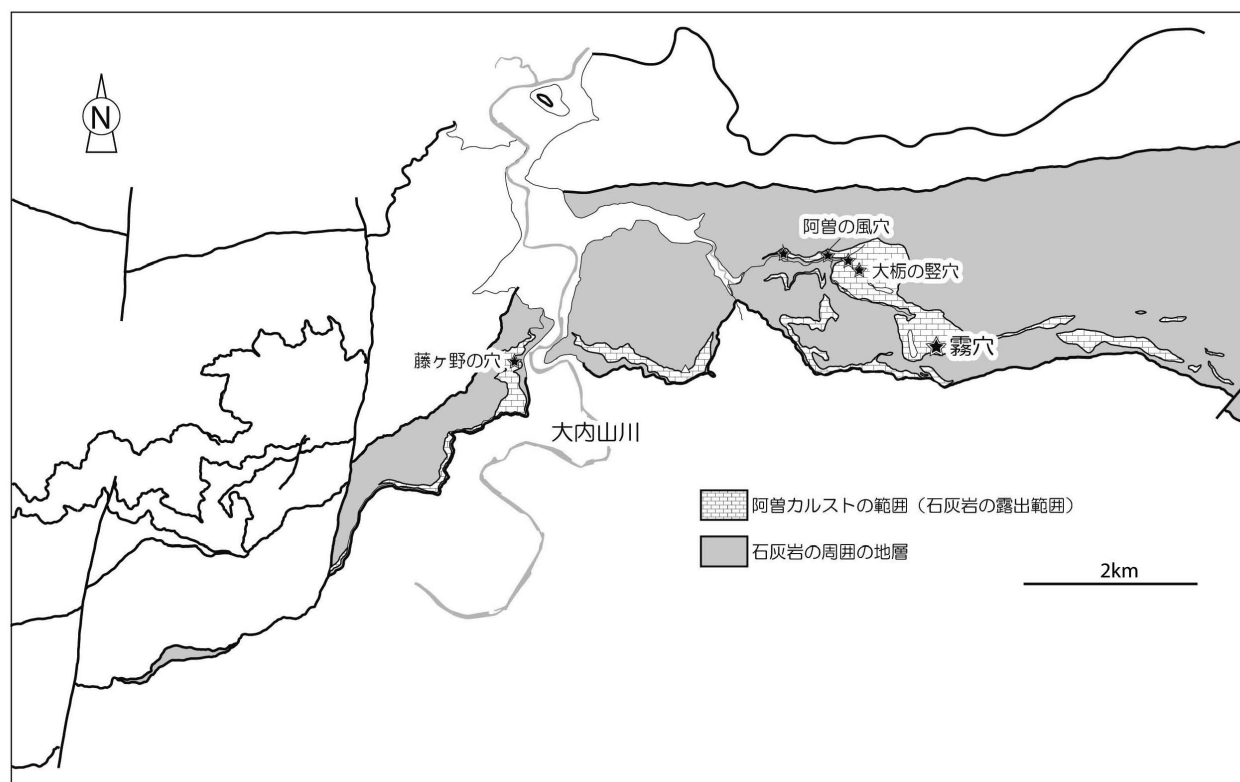 N
阿曽の風穴
大栃の竪穴
霧穴
藤ヶ野の穴
大内山川
阿曽カルストの範囲（石灰岩の露出範囲）
石灰岩の周囲の地層
2km